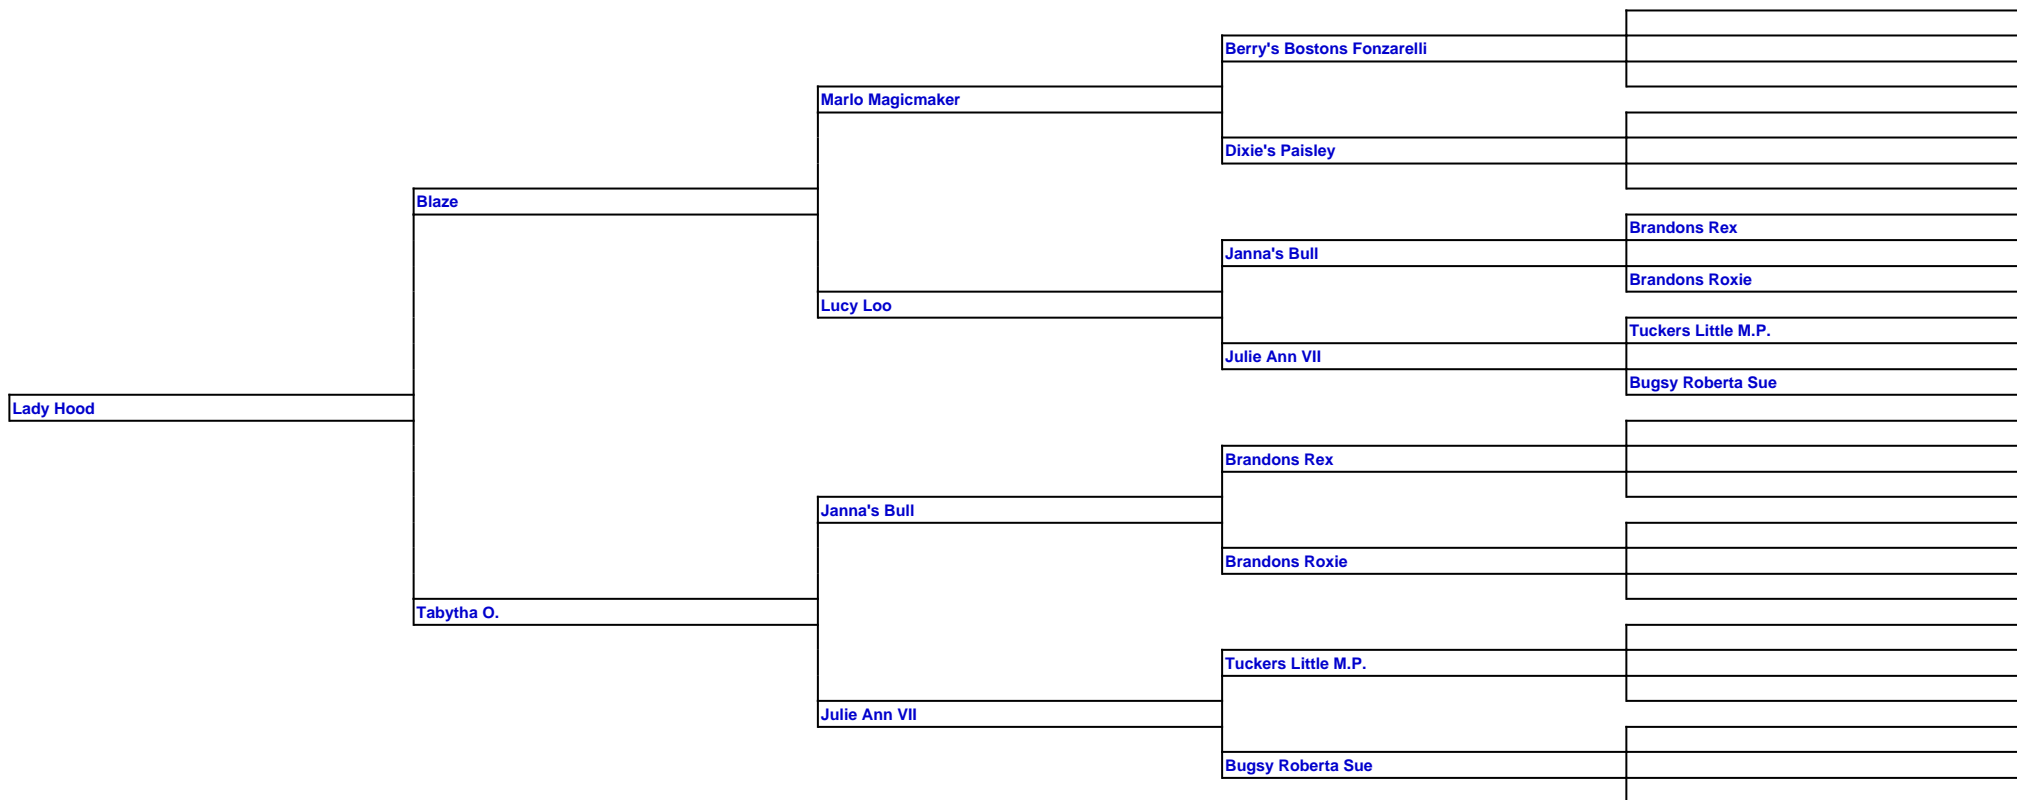 Berry's Bostons Fonzarelli
Marlo Magicmaker
Dixie's Paisley
Blaze
Brandons Rex
Janna's Bull
Brandons Roxie
Lucy Loo
Tuckers Little M.P.
Julie Ann VII
Bugsy Roberta Sue
Lady Hood
Brandons Rex
Janna's Bull
Brandons Roxie
Tabytha O.
Tuckers Little M.P.
Julie Ann VII
Bugsy Roberta Sue